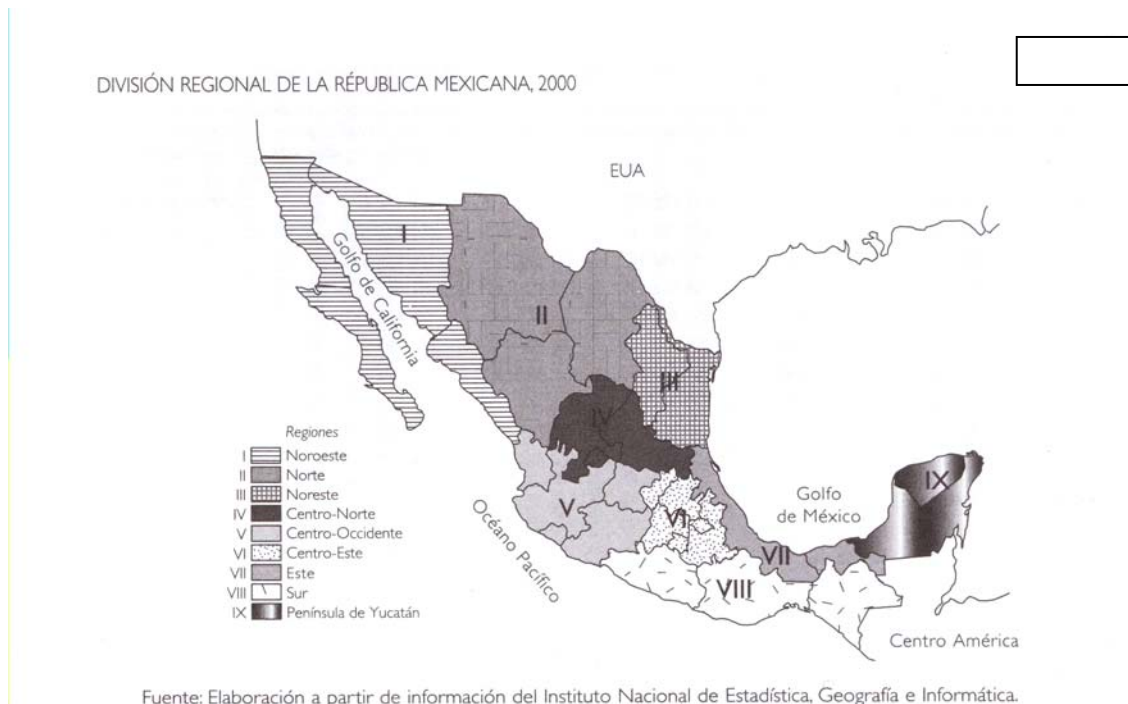 DIVISIÓN REGIONAL DE LA RÉPUBLICA MEXICANA, 2000
EUA
I
Golfo de California
II
III
IV
Regiones
I Noroeste
II Norte
III Noreste
IV Centro-Norte
V Centro-Occidente
VI Centro-Este
VII Este
VIII Sur
IX Península de Yucatán
V
VI
Océano Pacífico
Golfo
de México
IX
VII
VIII
Centro América
Fuente: Elaboración a partir de información del Instituto Nacional de Estadística, Geografía e Informática.